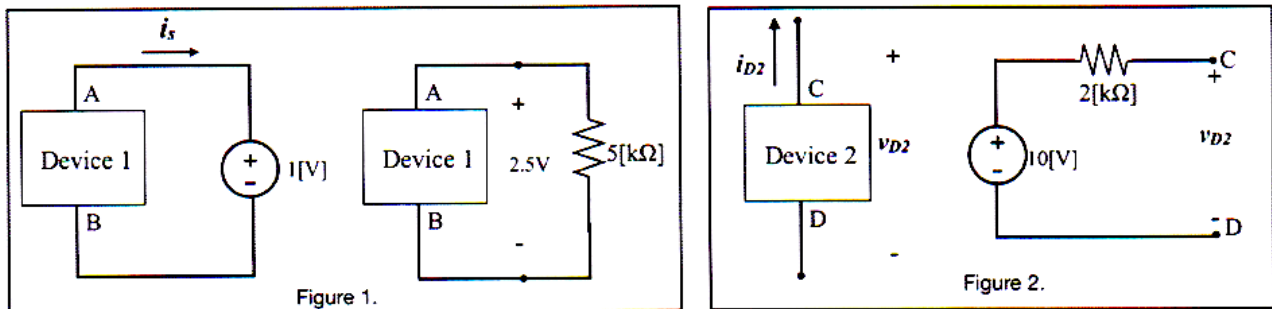 i_s
A
Device 1
B
+
-
1[V]
A
Device 1
B
+
2.5V
-
5[kΩ]
Figure 1.
i_D2
C
Device 2
D
+
v_D2
-
2[kΩ]
+
-
10[V]
C
+
v_D2
-
D
Figure 2.